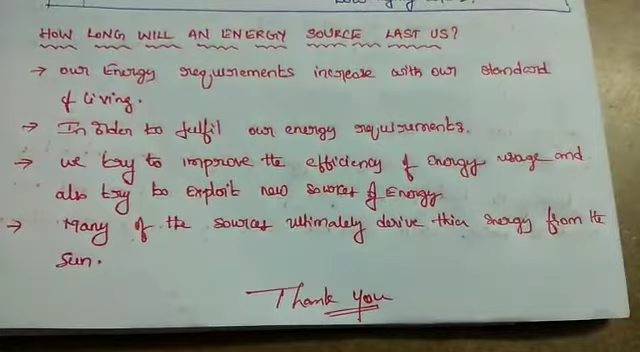 HOW LONG WILL AN ENERGY SOURCE LAST US?
→ our Energy requirements increase with our standard
of living.
→ In order to fulfil our energy requirements.
→ we try to improve the efficiency of energy usage and
also try to exploit new sources of Energy
→ Many of the sources ultimately derive their energy from the
Sun.
Thank you